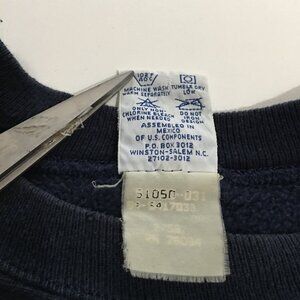 MACHINE WASH TUMBLE DRY
WARM SEPARATELY LOW
ONLY NON-
CHLORINE BLEACH
WHEN NEEDED
DO NOT
IRON
DESIGN
ASSEMBLED IN
MEXICO
OF U.S. COMPONENTS
P.O. BOX 3012
WINSTON-SALEM N.C.
27102-3012